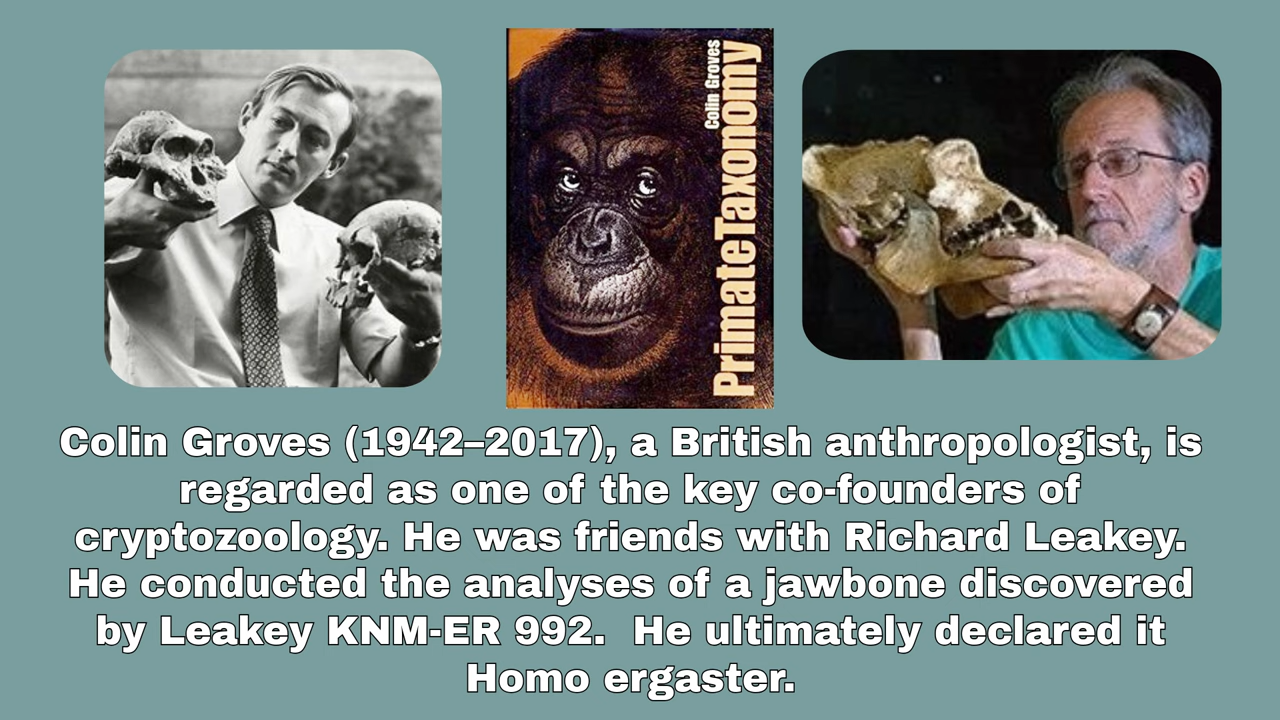 Colin Groves
PrimateTaxonomy
Colin Groves (1942–2017), a British anthropologist, is
regarded as one of the key co-founders of
cryptozoology. He was friends with Richard Leakey.
He conducted the analyses of a jawbone discovered
by Leakey KNM-ER 992.  He ultimately declared it
Homo ergaster.